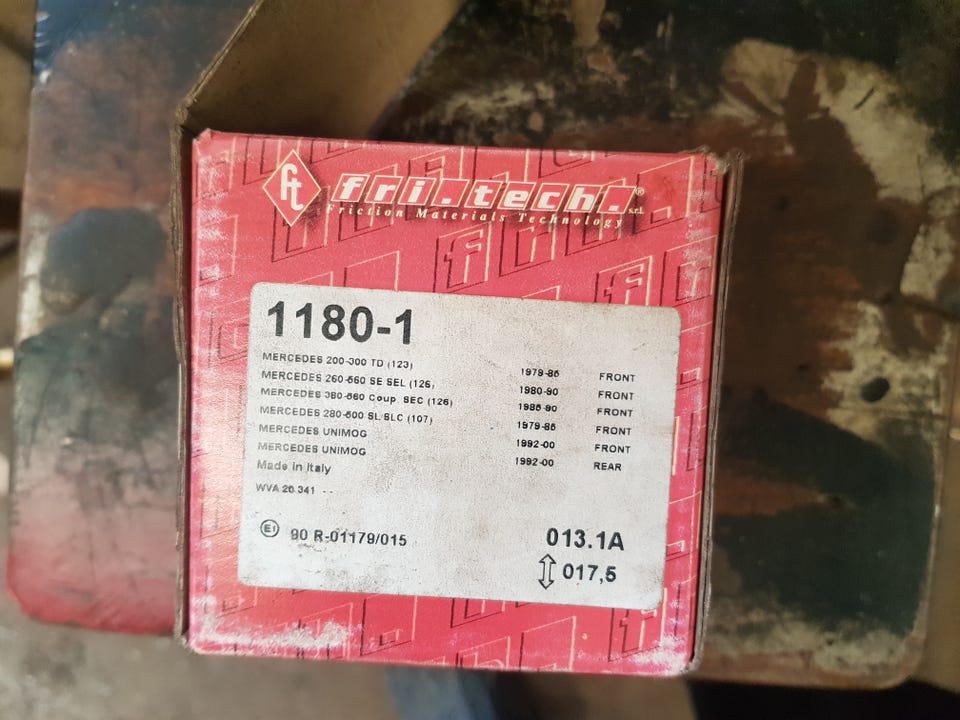 ft fri.tech.® s.r.l.
Friction Materials Technology
1180-1
MERCEDES 200-300 TD (123) 1979-85 FRONT
MERCEDES 260-560 SE SEL (126) 1980-90 FRONT
MERCEDES 380-560 Coup. SEC (126) 1985-90 FRONT
MERCEDES 280-500 SL/SLC (107) 1979-85 FRONT
MERCEDES UNIMOG 1992-00 FRONT
MERCEDES UNIMOG 1992-00 REAR
Made in Italy
WVA 20 341 - -
E1 90 R-01179/015 013.1A
017,5